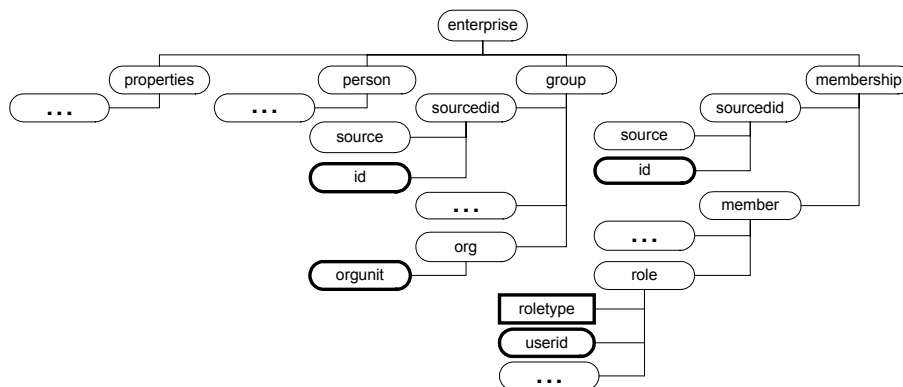 enterprise
properties person group membership
... ... sourcedid sourcedid
source source
id id
... member
org ...
orgunit role
roletype
userid
...